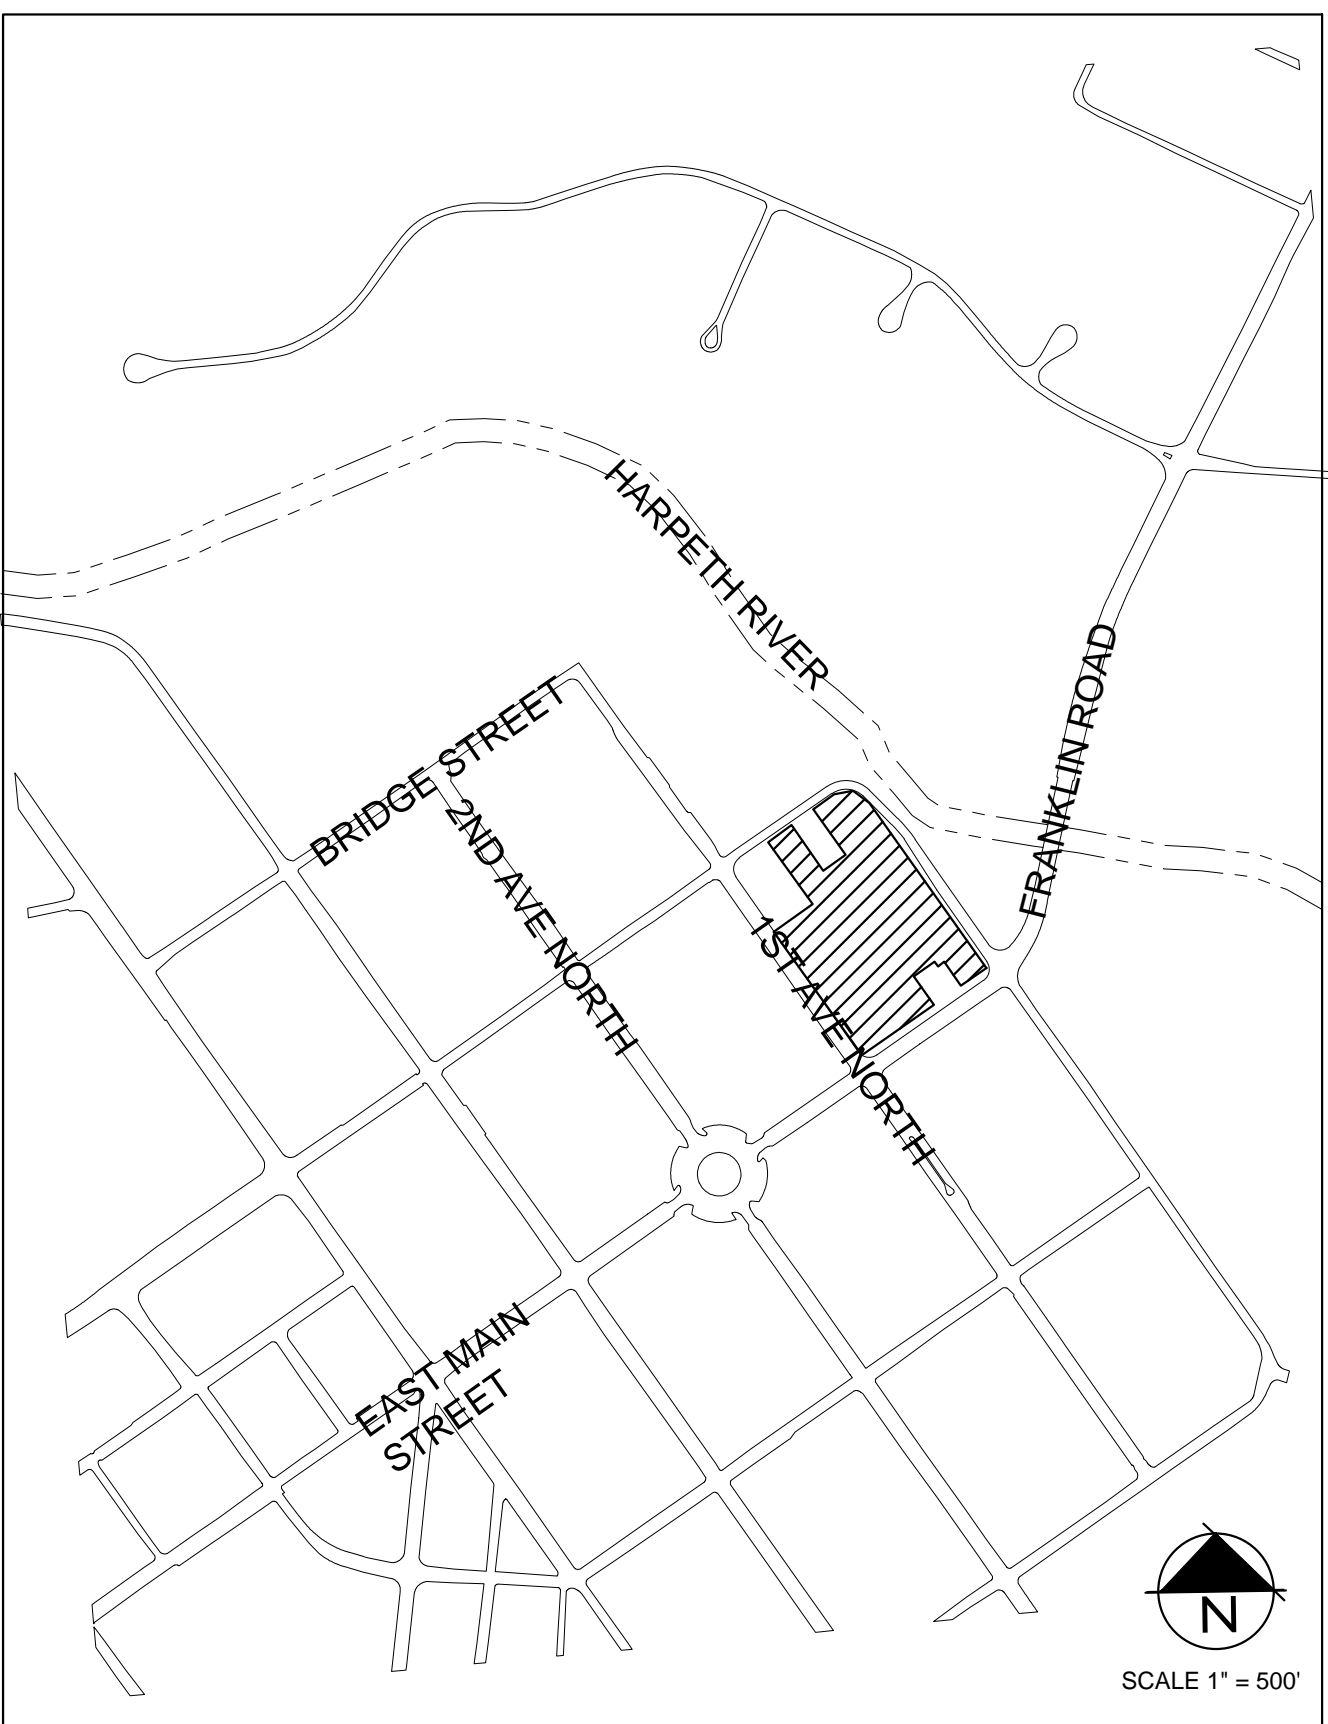 HARPETH RIVER
FRANKLIN ROAD
BRIDGE STREET
2ND AVE NORTH
1ST AVE NORTH
EAST MAIN
STREET
N
SCALE 1" = 500'